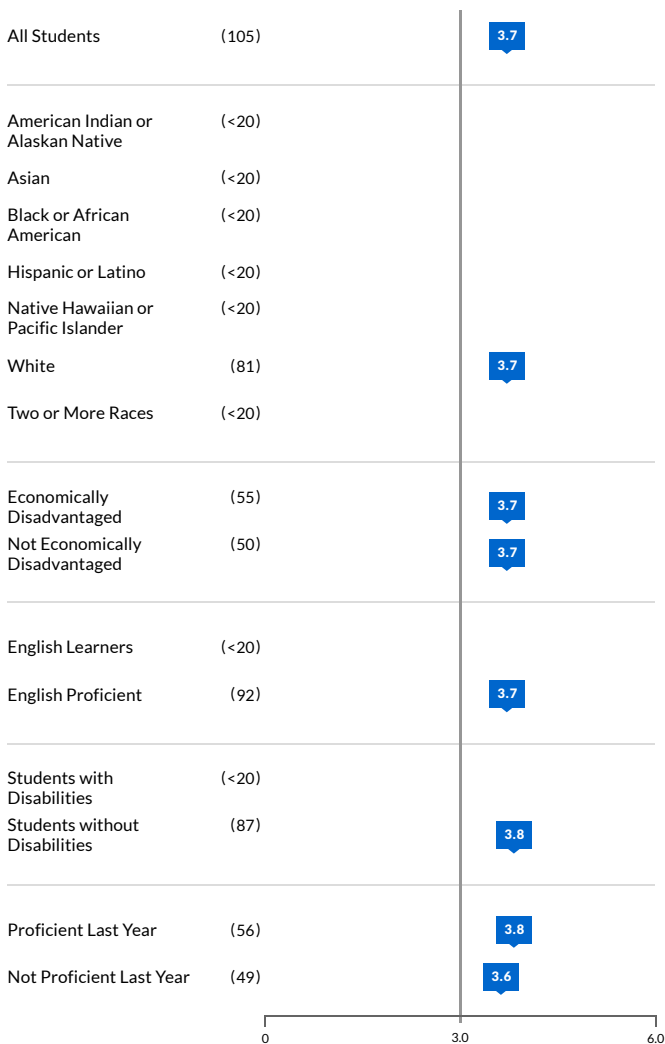 All Students (105) 3.7
American Indian or (<20)
Alaskan Native
Asian (<20)
Black or African (<20)
American
Hispanic or Latino (<20)
Native Hawaiian or (<20)
Pacific Islander
White (81) 3.7
Two or More Races (<20)
Economically (55) 3.7
Disadvantaged
Not Economically (50) 3.7
Disadvantaged
English Learners (<20)
English Proficient (92) 3.7
Students with (<20)
Disabilities
Students without (87) 3.8
Disabilities
Proficient Last Year (56) 3.8
Not Proficient Last Year (49) 3.6
0 3.0 6.0